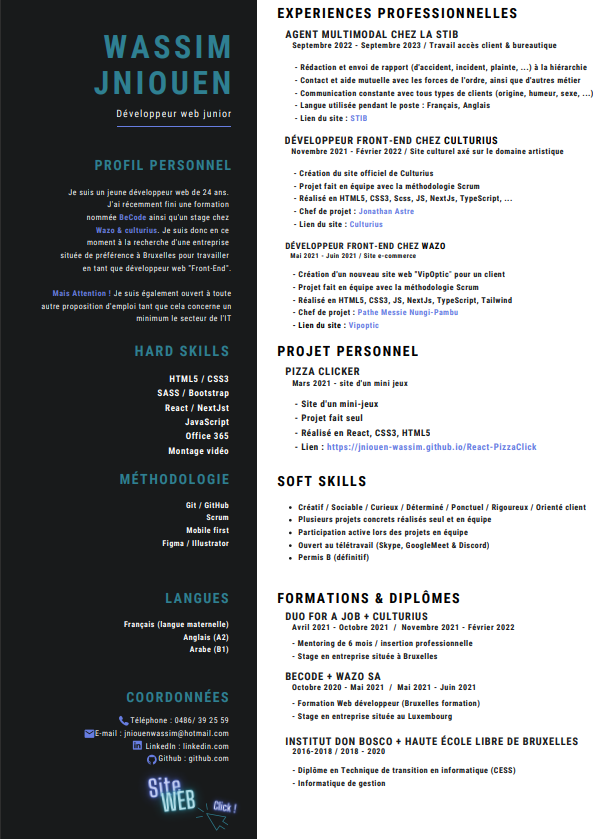 WASSIM
JNIOUEN
Développeur web junior
PROFIL PERSONNEL
Je suis un jeune développeur web de 24 ans.
J'ai récemment fini une formation
nommée BeCode ainsi qu'un stage chez
Wazo & culturius. Je suis donc en ce
moment à la recherche d'une entreprise
située de préférence à Bruxelles pour travailler
en tant que développeur web "Front-End".
Mais Attention ! Je suis également ouvert à toute
autre proposition d'emploi tant que cela concerne un
minimum le secteur de l'IT
HARD SKILLS
HTML5 / CSS3
SASS / Bootstrap
React / NextJst
JavaScript
Office 365
Montage vidéo
MÉTHODOLOGIE
Git / GitHub
Scrum
Mobile first
Figma / Illustrator
LANGUES
Français (langue maternelle)
Anglais (A2)
Arabe (B1)
COORDONNÉES
Téléphone : 0486/ 39 25 59
E-mail : jniouenwassim@hotmail.com
LinkedIn : linkedin.com
Github : github.com
Site
WEB
Click !
EXPERIENCES PROFESSIONNELLES
AGENT MULTIMODAL CHEZ LA STIB
Septembre 2022 - Septembre 2023 / Travail accès client & bureautique
- Rédaction et envoi de rapport (d'accident, incident, plainte, ...) à la hiérarchie
- Contact et aide mutuelle avec les forces de l'ordre, ainsi que d'autres métier
- Communication constante avec tous types de clients (origine, humeur, sexe, ...)
- Langue utilisée pendant le poste : Français, Anglais
- Lien du site : STIB
DÉVELOPPEUR FRONT-END CHEZ CULTURIUS
Novembre 2021 - Février 2022 / Site culturel axé sur le domaine artistique
- Création du site officiel de Culturius
- Projet fait en équipe avec la méthodologie Scrum
- Réalisé en HTML5, CSS3, Scss, JS, NextJs, TypeScript, ...
- Chef de projet : Jonathan Astre
- Lien du site : Culturius
DÉVELOPPEUR FRONT-END CHEZ WAZO
Mai 2021 - Juin 2021 / Site e-commerce
- Création d'un nouveau site web "VipOptic" pour un client
- Projet fait en équipe avec la méthodologie Scrum
- Réalisé en HTML5, CSS3, JS, NextJs, TypeScript, Tailwind
- Chef de projet : Pathe Messie Nungi-Pambu
- Lien du site : Vipoptic
PROJET PERSONNEL
PIZZA CLICKER
Mars 2021 - site d'un mini jeux
- Site d'un mini-jeux
- Projet fait seul
- Réalisé en React, CSS3, HTML5
- Lien : https://jniouen-wassim.github.io/React-PizzaClick
SOFT SKILLS
• Créatif / Sociable / Curieux / Déterminé / Ponctuel / Rigoureux / Orienté client
• Plusieurs projets concrets réalisés seul et en équipe
• Participation active lors des projets en équipe
• Ouvert au télétravail (Skype, GoogleMeet & Discord)
• Permis B (définitif)
FORMATIONS & DIPLÔMES
DUO FOR A JOB + CULTURIUS
Avril 2021 - Octobre 2021 / Novembre 2021 - Février 2022
- Mentoring de 6 mois / insertion professionnelle
- Stage en entreprise située à Bruxelles
BECODE + WAZO SA
Octobre 2020 - Mai 2021 / Mai 2021 - Juin 2021
- Formation Web développeur (Bruxelles formation)
- Stage en entreprise située au Luxembourg
INSTITUT DON BOSCO + HAUTE ÉCOLE LIBRE DE BRUXELLES
2016-2018 / 2018 - 2020
- Diplôme en Technique de transition en informatique (CESS)
- Informatique de gestion